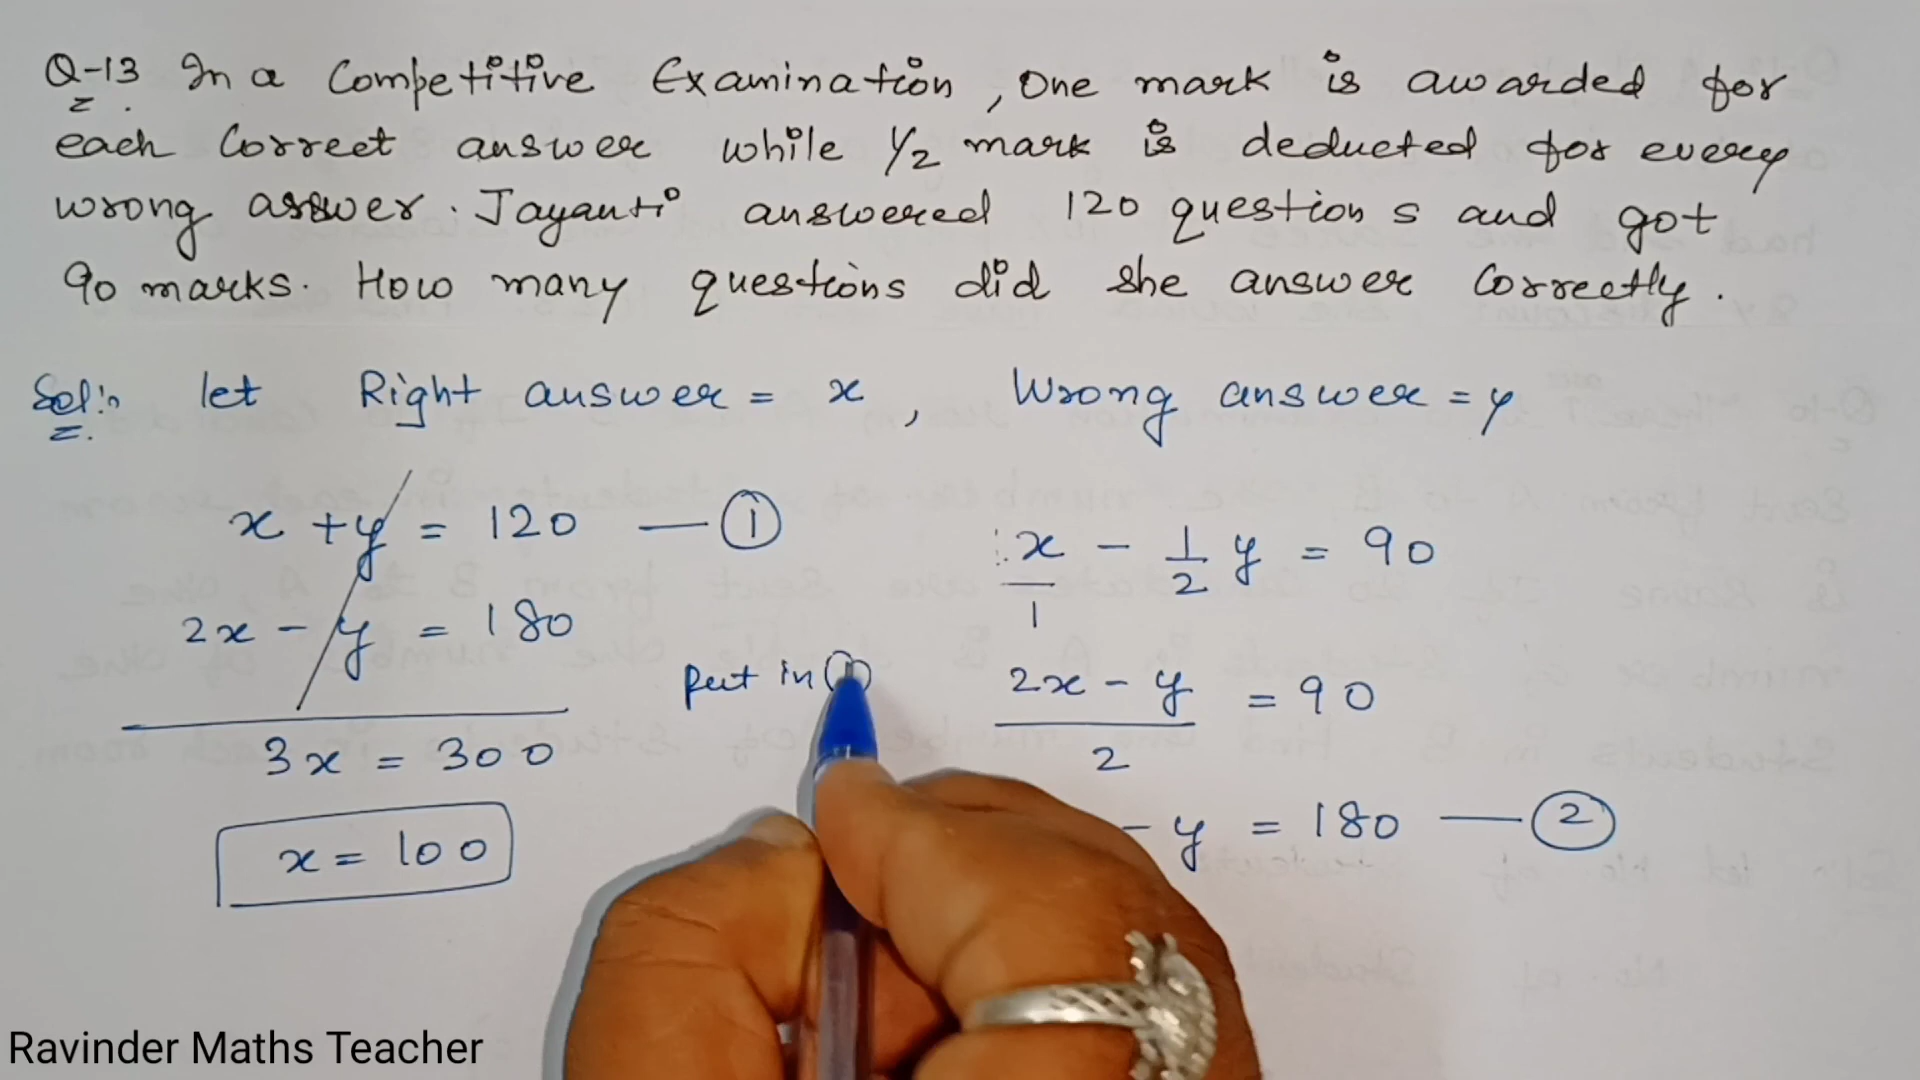 Q-13 In a Competitive Examination, One mark is awarded for
each Correct answer while 1/2 mark is deducted for every
wrong answer. Jayanti answered 120 questions and got
90 marks. How many questions did she answer Correctly.
Sol:n let Right answer = x, Wrong answer = y
x + y = 120 — ①
2x - y = 180
3x = 300
x = 100
put in
x/1 - 1/2 y = 90
2x - y / 2 = 90
- y = 180 — ②
Ravinder Maths Teacher